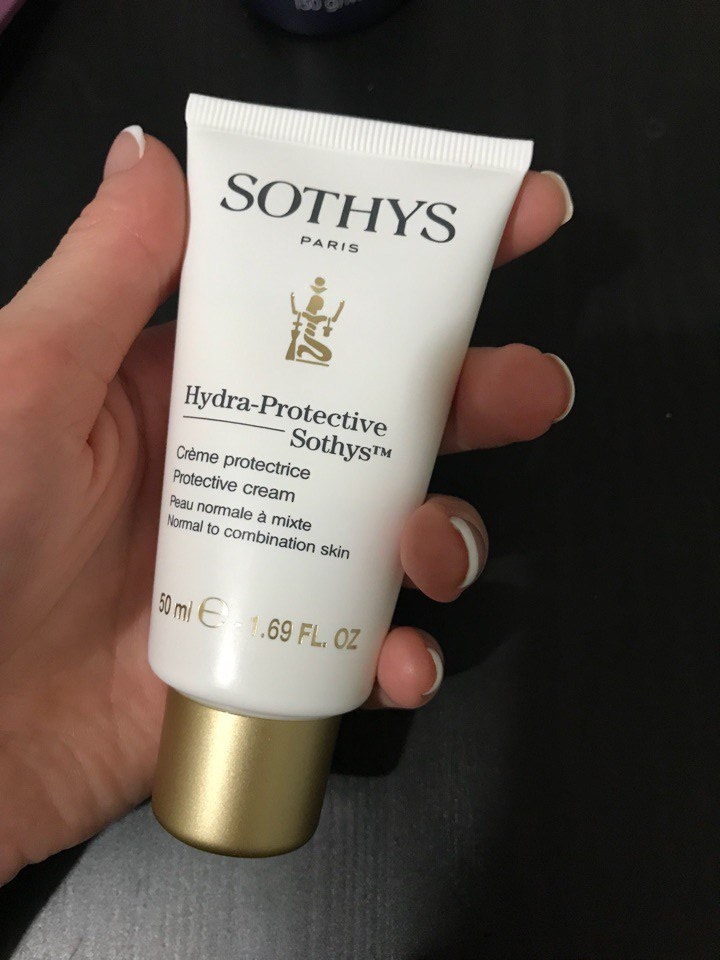 SOTHYS
PARIS
Hydra-Protective
Sothys™
Crème protectrice
Protective cream
Peau normale à mixte
Normal to combination skin
50 ml ℮ - 1.69 FL. OZ